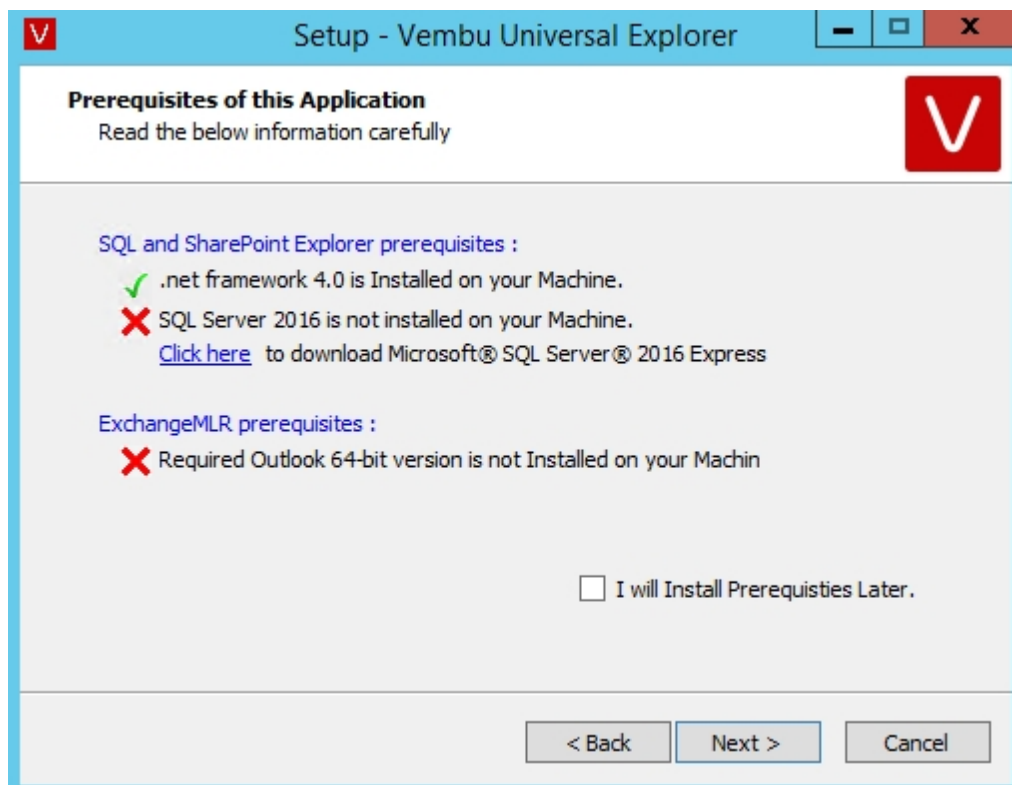 Setup - Vembu Universal Explorer
Prerequisites of this Application
Read the below information carefully
SQL and SharePoint Explorer prerequisites :
.net framework 4.0 is Installed on your Machine.
SQL Server 2016 is not installed on your Machine.
Click here to download Microsoft® SQL Server® 2016 Express
ExchangeMLR prerequisites :
Required Outlook 64-bit version is not Installed on your Machin
I will Install Prerequisties Later.
< Back Next > Cancel